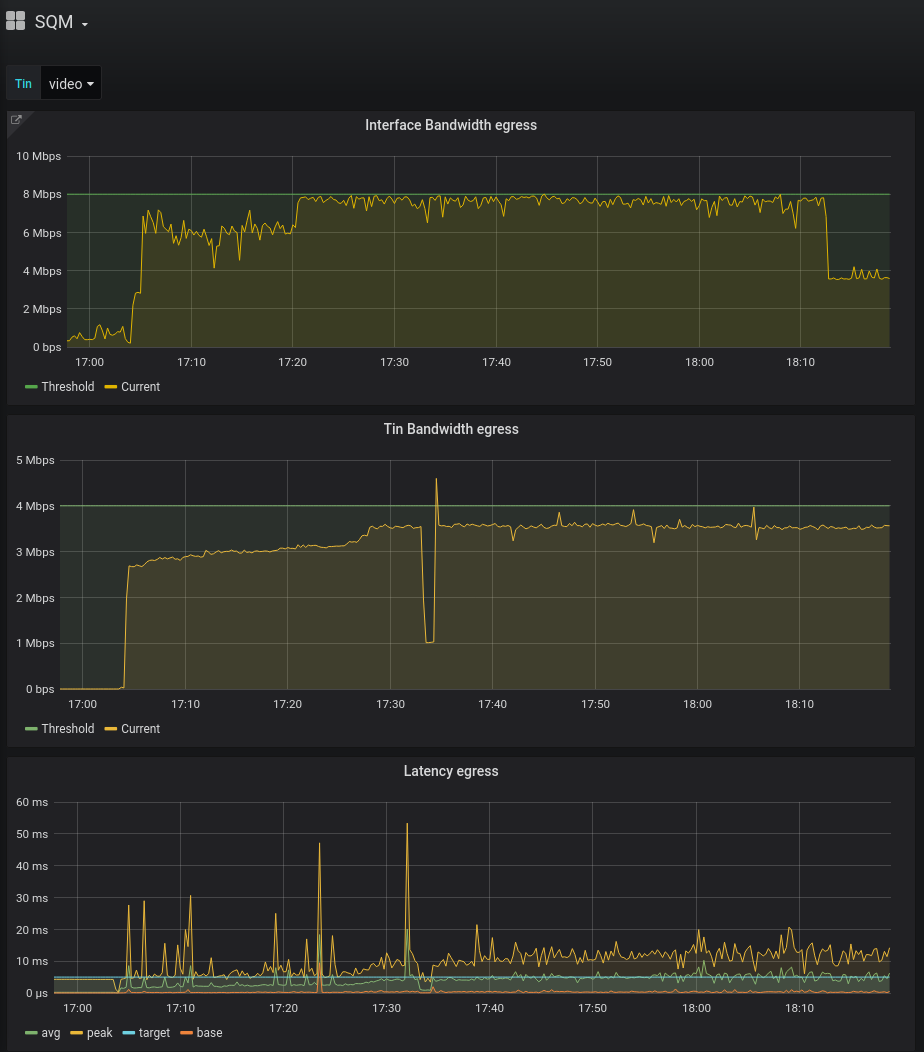 SQM
Tin video
Interface Bandwidth egress
10 Mbps
8 Mbps
6 Mbps
4 Mbps
2 Mbps
0 bps
17:00 17:10 17:20 17:30 17:40 17:50 18:00 18:10
Threshold Current
Tin Bandwidth egress
5 Mbps
4 Mbps
3 Mbps
2 Mbps
1 Mbps
0 bps
17:00 17:10 17:20 17:30 17:40 17:50 18:00 18:10
Threshold Current
Latency egress
60 ms
50 ms
40 ms
30 ms
20 ms
10 ms
0 µs
17:00 17:10 17:20 17:30 17:40 17:50 18:00 18:10
avg peak target base